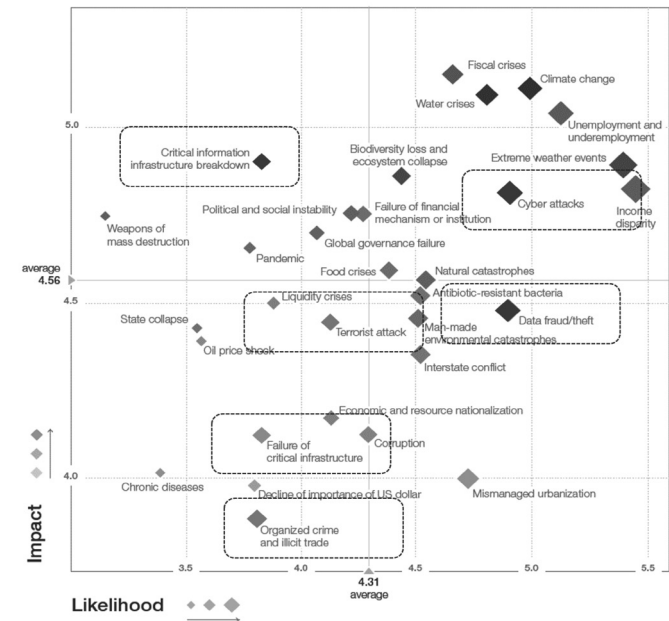 Fiscal crises
Climate change
Water crises
5.0
Unemployment and
underemployment
Critical information
infrastructure breakdown
Biodiversity loss and
ecosystem collapse
Extreme weather events
Cyber attacks
Income
disparity
Political and social instability
Failure of financial
mechanism or institution
Weapons of
mass destruction
Global governance failure
Pandemic
average
4.56
Food crises
Natural catastrophes
Antibiotic-resistant bacteria
4.5
Liquidity crises
State collapse
Terrorist attack
Man-made
environmental catastrophes
Data fraud/theft
Oil price shock
Interstate conflict
Economic and resource nationalization
Failure of
critical infrastructure
Corruption
4.0
Chronic diseases
Decline of importance of US dollar
Mismanaged urbanization
Organized crime
and illicit trade
Impact
3.5
4.0
4.5
5.0
5.5
4.31
average
Likelihood